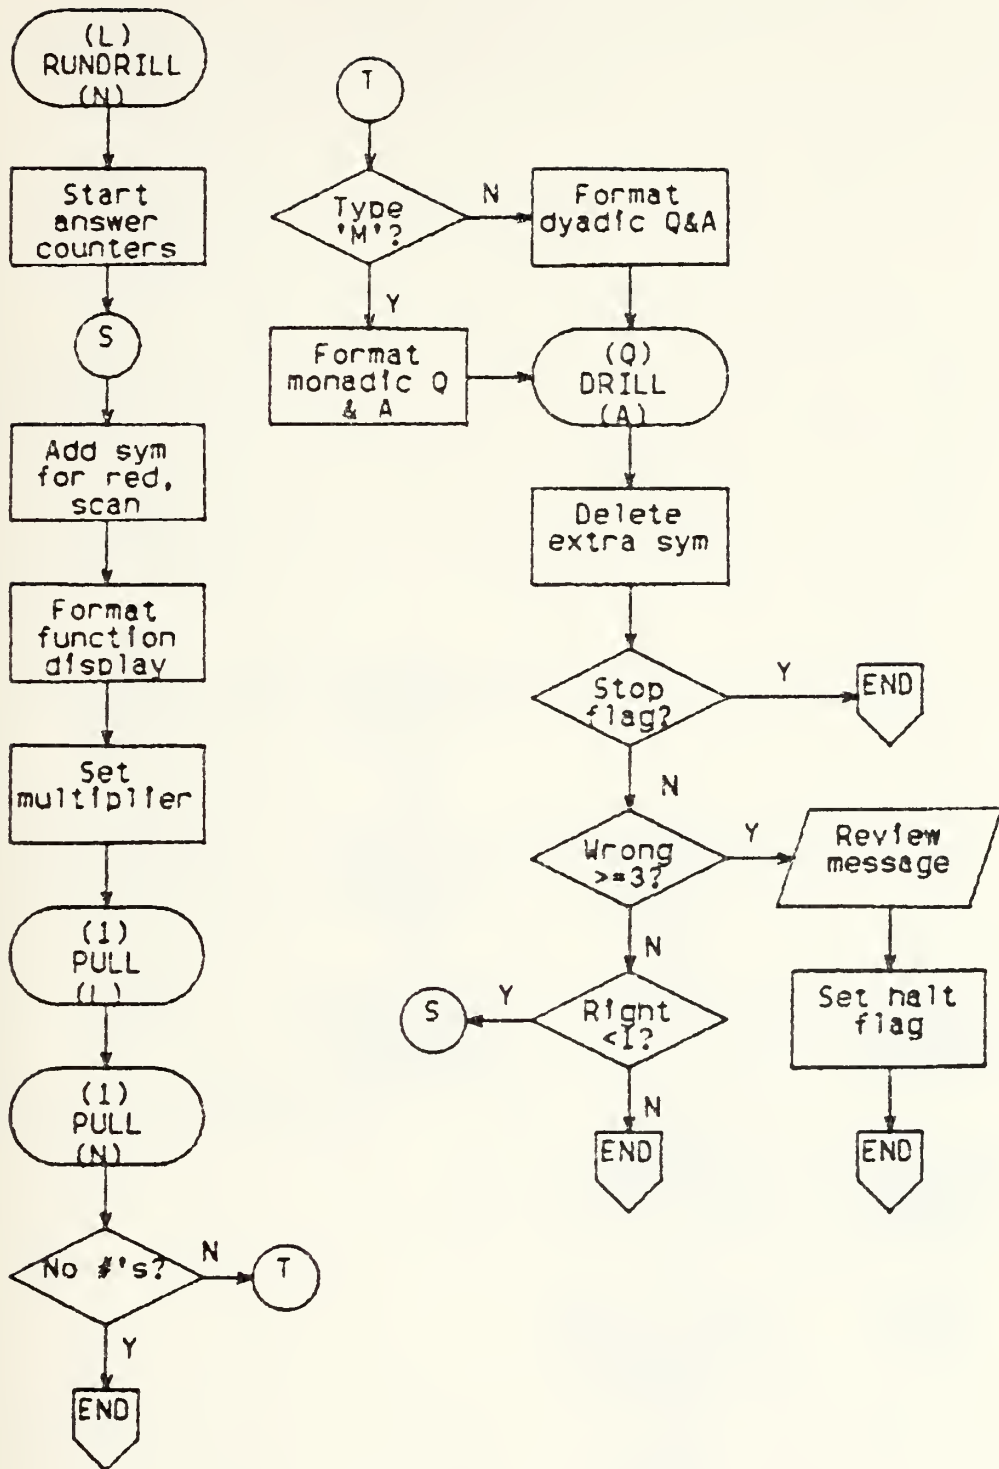 (L)
RUNDRILL
(N)
Start
answer
counters
S
Add sym
for red,
scan
Format
function
display
Set
multiplier
(1)
PULL
(L)
(1)
PULL
(N)
No #'s?
N
T
Y
END
T
Type
'M'?
N
Format
dyadic Q&A
Y
Format
monadic Q
& A
(Q)
DRILL
(A)
Delete
extra sym
Stop
flag?
Y
END
N
Wrong
>=3?
Y
Review
message
N
Set halt
flag
END
Right
<I?
Y
S
N
END